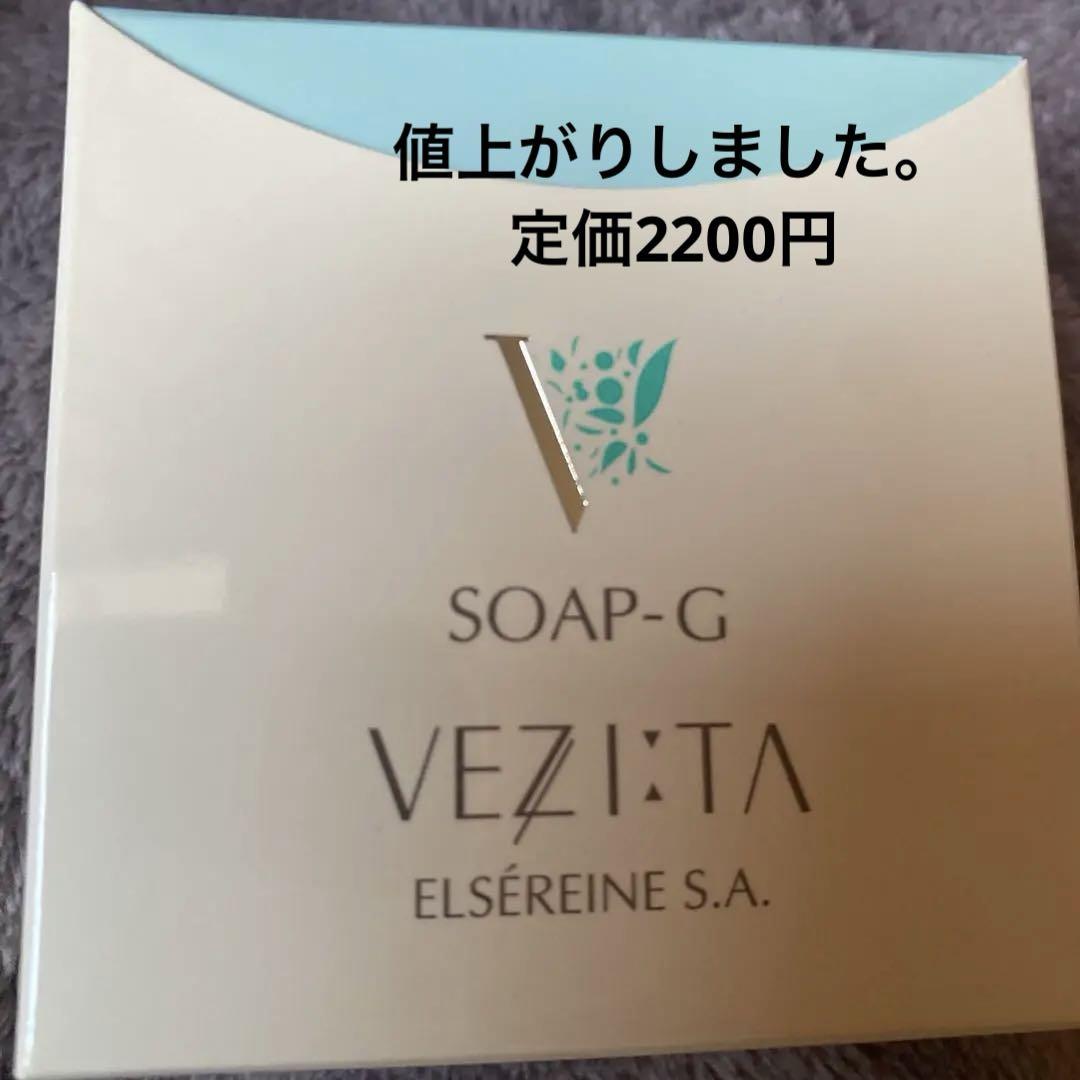 値上がりしました。
定価2200円
V
SOAP-G
VEZI:TA
ELSÉREINE S.A.